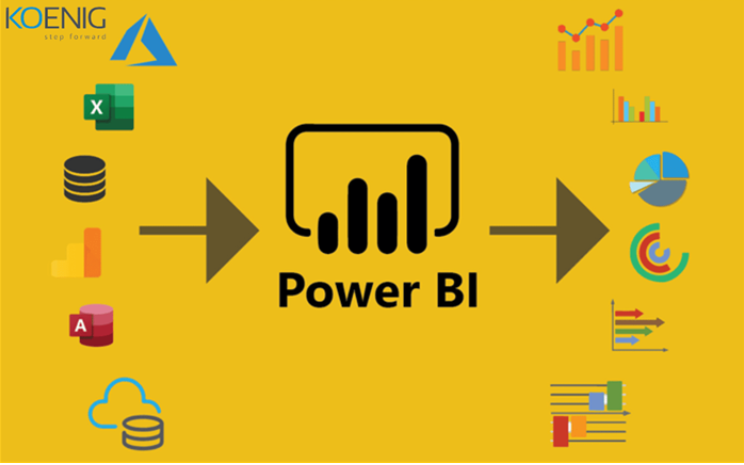 KOENIG
step forward
X
A
Power BI